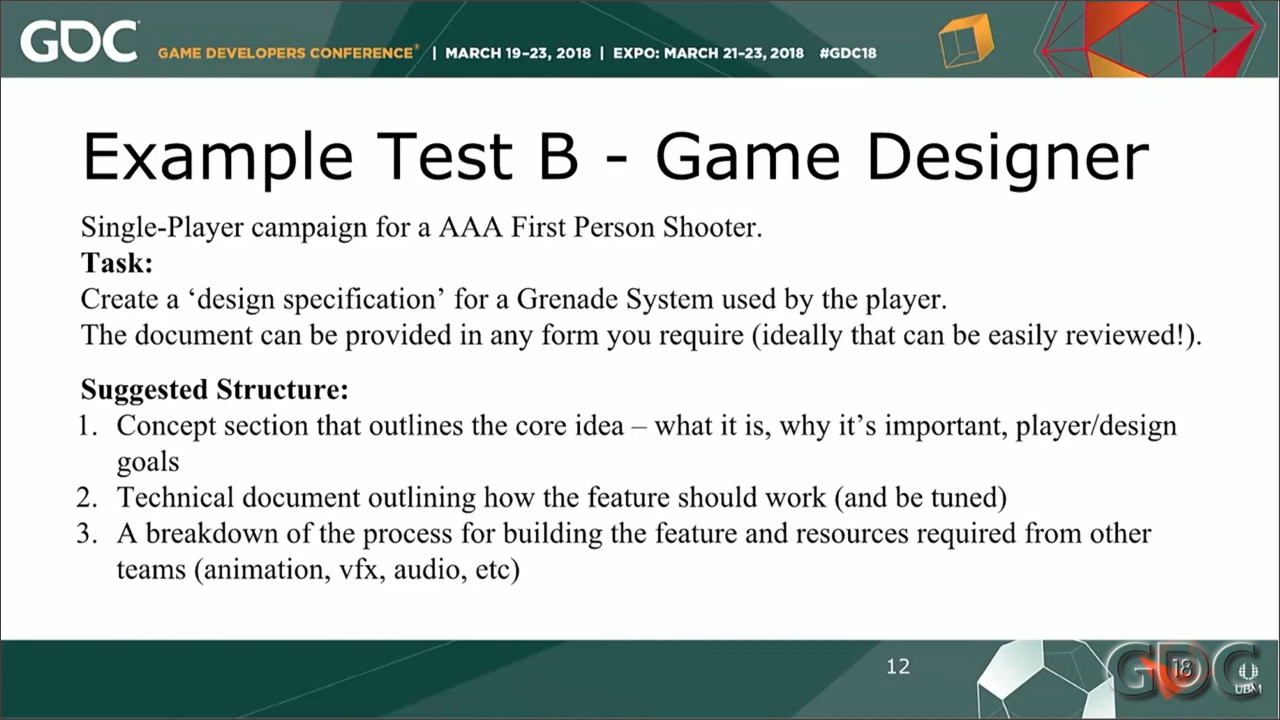 GDC GAME DEVELOPERS CONFERENCE® | MARCH 19–23, 2018 | EXPO: MARCH 21–23, 2018 #GDC18
Example Test B - Game Designer
Single-Player campaign for a AAA First Person Shooter.
Task:
Create a ‘design specification’ for a Grenade System used by the player.
The document can be provided in any form you require (ideally that can be easily reviewed!).
Suggested Structure:
1. Concept section that outlines the core idea – what it is, why it’s important, player/design
goals
2. Technical document outlining how the feature should work (and be tuned)
3. A breakdown of the process for building the feature and resources required from other
teams (animation, vfx, audio, etc)
12
GDC 18
UBM